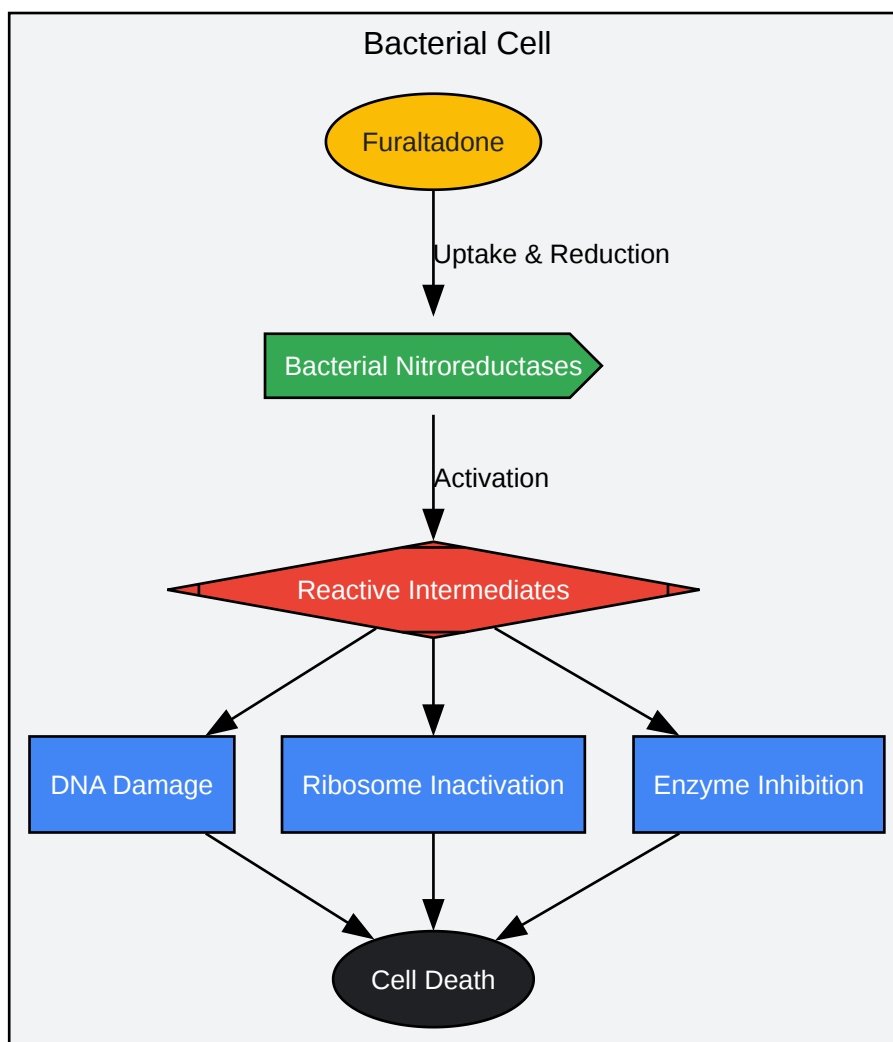 Bacterial Cell
Furaltadone
Uptake & Reduction
Bacterial Nitroreductases
Activation
Reactive Intermediates
DNA Damage
Ribosome Inactivation
Enzyme Inhibition
Cell Death